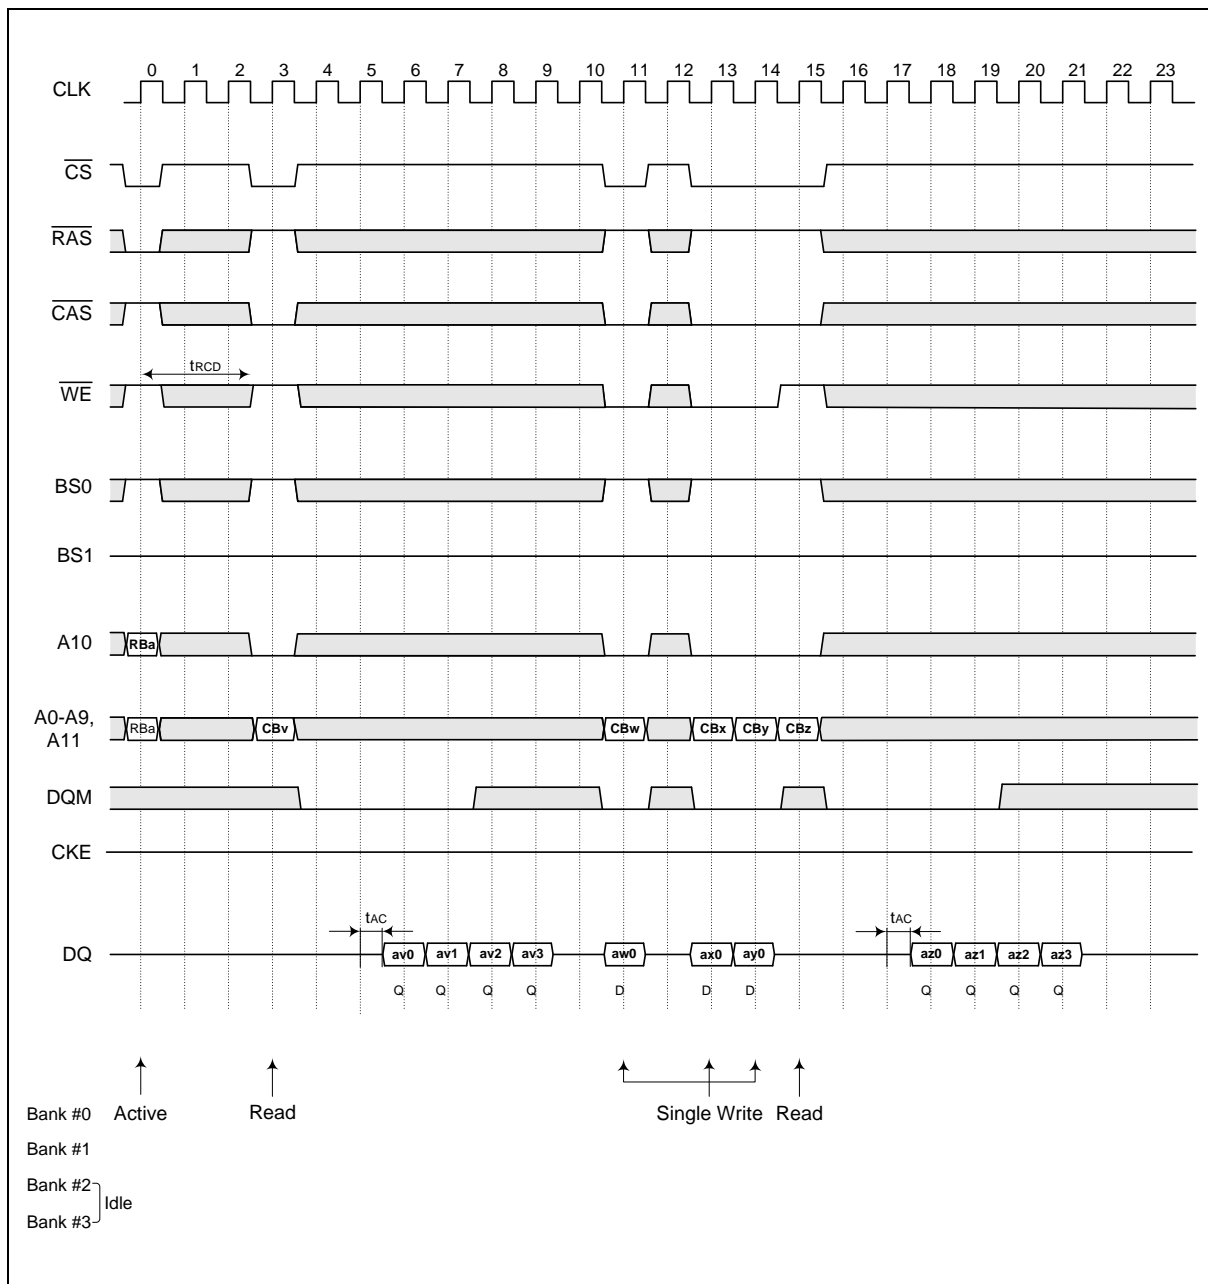 0 1 2 3 4 5 6 7 8 9 10 11 12 13 14 15 16 17 18 19 20 21 22 23
CLK
CS
RAS
CAS
tRCD
WE
BS0
BS1
A10 RBa
A0-A9,
A11
RBa CBv CBw CBx CBy CBz
DQM
CKE
tAC tAC
DQ av0 av1 av2 av3 aw0 ax0 ay0 az0 az1 az2 az3
Q Q Q Q D D D Q Q Q Q
Bank #0 Active Read Single Write Read
Bank #1
Bank #2
Idle
Bank #3